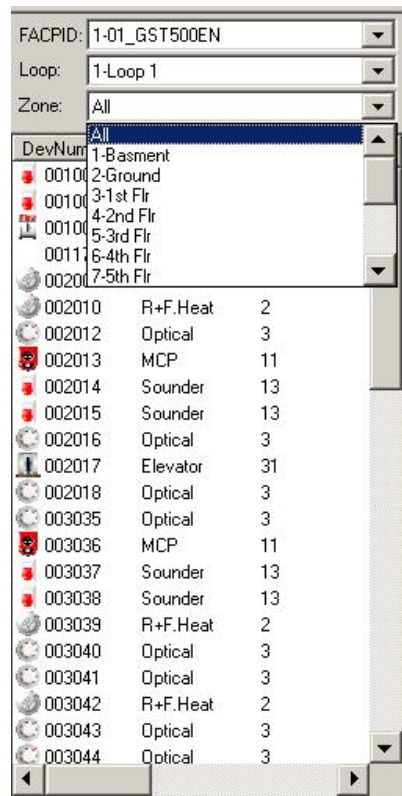 FACPID: 1-01_GST500EN
Loop: 1-Loop 1
Zone: All
All
1-Basment
2-Ground
3-1st Flr
4-2nd Flr
5-3rd Flr
6-4th Flr
7-5th Flr
DevNum
002010 R+F.Heat 2
002012 Optical 3
002013 MCP 11
002014 Sounder 13
002015 Sounder 13
002016 Optical 3
002017 Elevator 31
002018 Optical 3
003035 Optical 3
003036 MCP 11
003037 Sounder 13
003038 Sounder 13
003039 R+F.Heat 2
003040 Optical 3
003041 Optical 3
003042 R+F.Heat 2
003043 Optical 3
003044 Optical 3